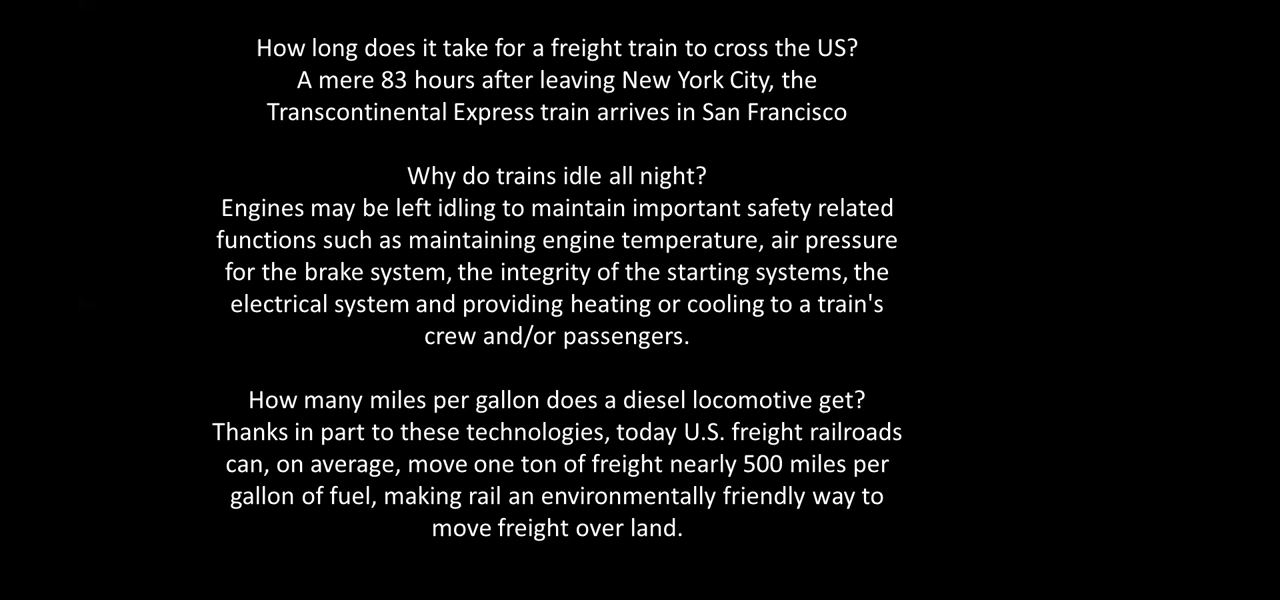 How long does it take for a freight train to cross the US?
A mere 83 hours after leaving New York City, the
Transcontinental Express train arrives in San Francisco
Why do trains idle all night?
Engines may be left idling to maintain important safety related
functions such as maintaining engine temperature, air pressure
for the brake system, the integrity of the starting systems, the
electrical system and providing heating or cooling to a train's
crew and/or passengers.
How many miles per gallon does a diesel locomotive get?
Thanks in part to these technologies, today U.S. freight railroads
can, on average, move one ton of freight nearly 500 miles per
gallon of fuel, making rail an environmentally friendly way to
move freight over land.